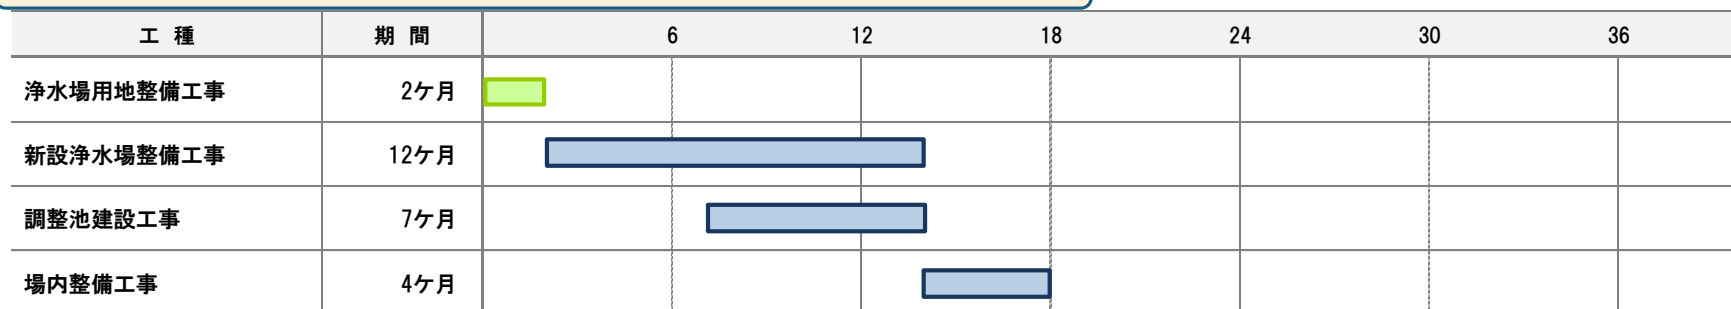 工 種 期 間 6 12 18 24 30 36
浄水場用地整備工事 2ケ月
新設浄水場整備工事 12ケ月
調整池建設工事 7ケ月
場内整備工事 4ケ月